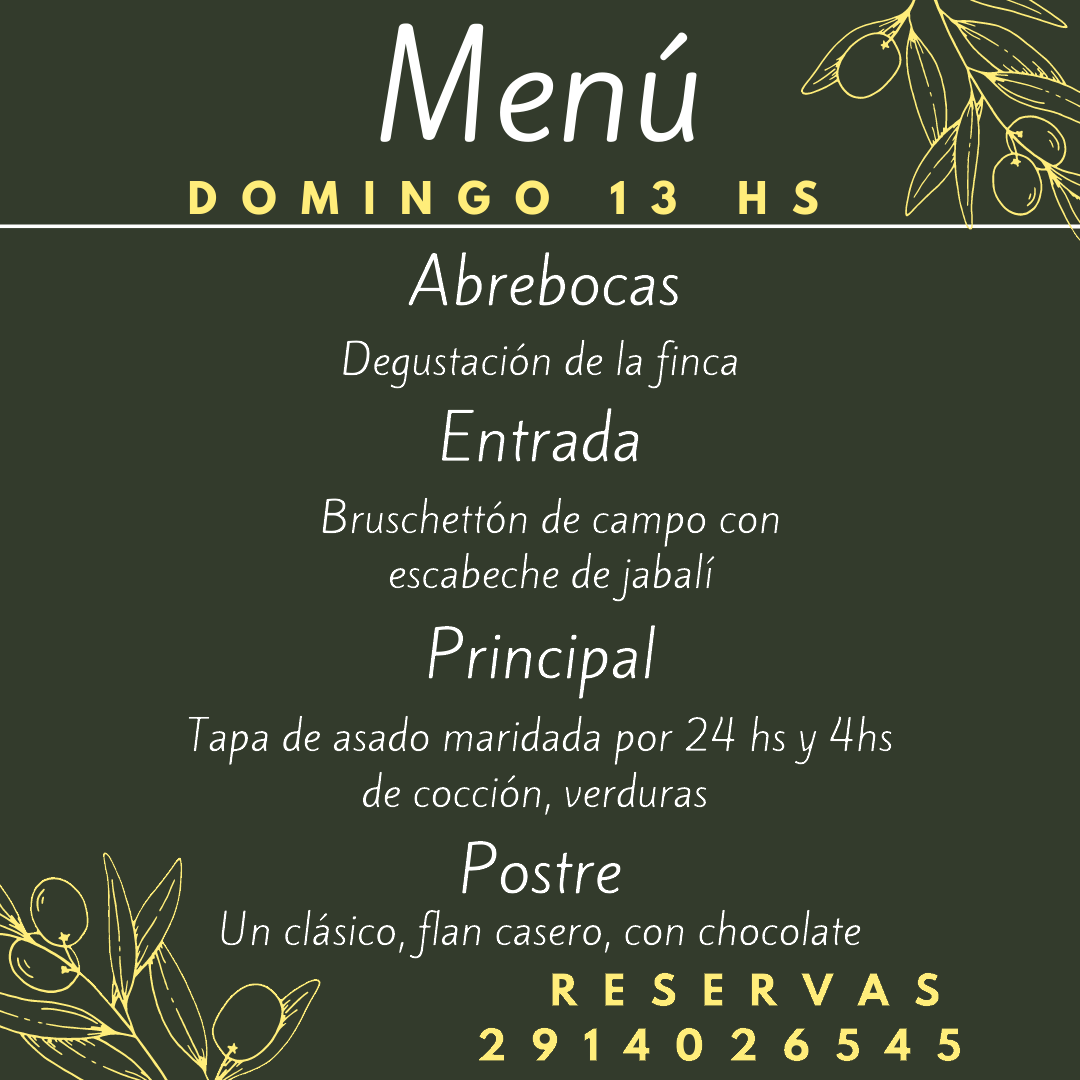 Menú
DOMINGO 13 HS
Abrebocas
Degustación de la finca
Entrada
Bruschettón de campo con
escabeche de jabalí
Principal
Tapa de asado maridada por 24 hs y 4hs
de cocción, verduras
Postre
Un clásico, flan casero, con chocolate
RESERVAS
2914026545